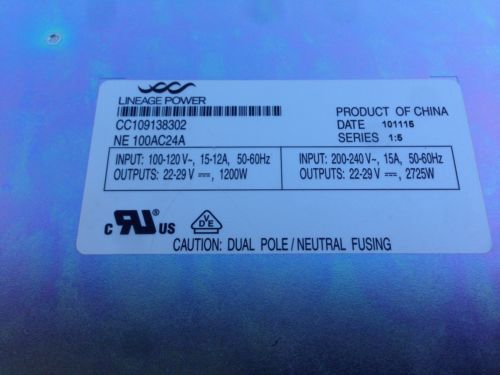 LINEAGE POWER
CC109138302
NE 100AC24A
PRODUCT OF CHINA
DATE 101115
SERIES 1:5
INPUT: 100-120 V~, 15-12A, 50-60Hz
OUTPUTS: 22-29 V⎓, 1200W
INPUT: 200-240 V~, 15A, 50-60Hz
OUTPUTS: 22-29 V⎓, 2725W
c RU® US
VDE
CAUTION: DUAL POLE / NEUTRAL FUSING